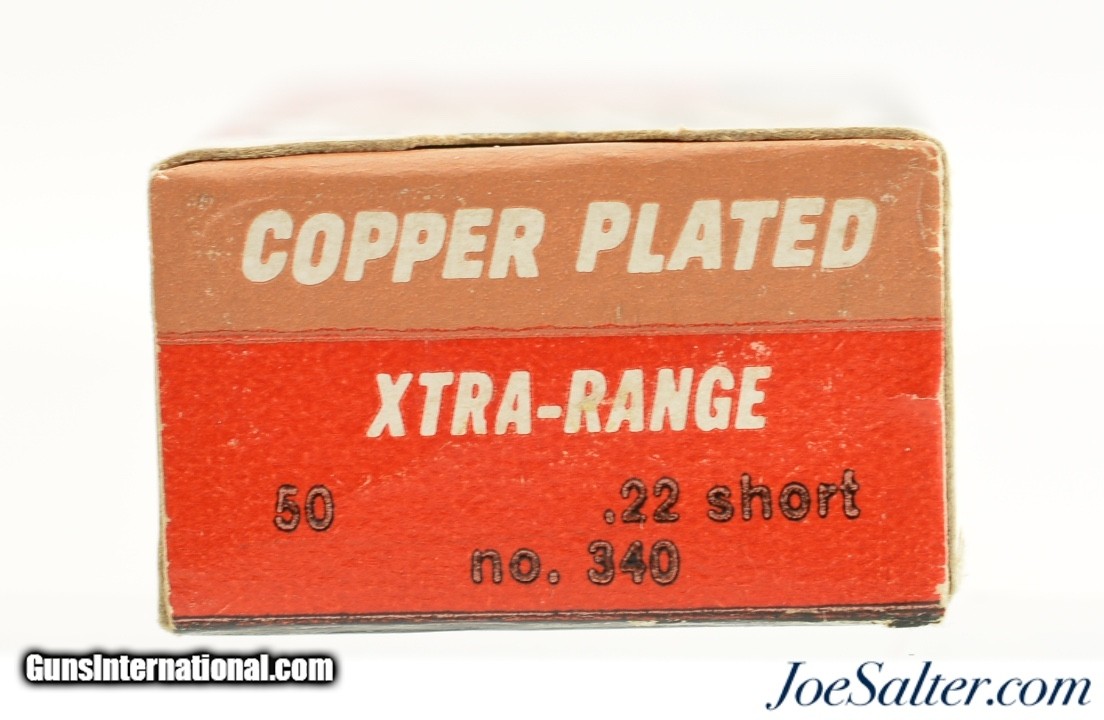 COPPER PLATED
XTRA-RANGE
50 .22 short
no. 340
GunsInternational.com JoeSalter.com